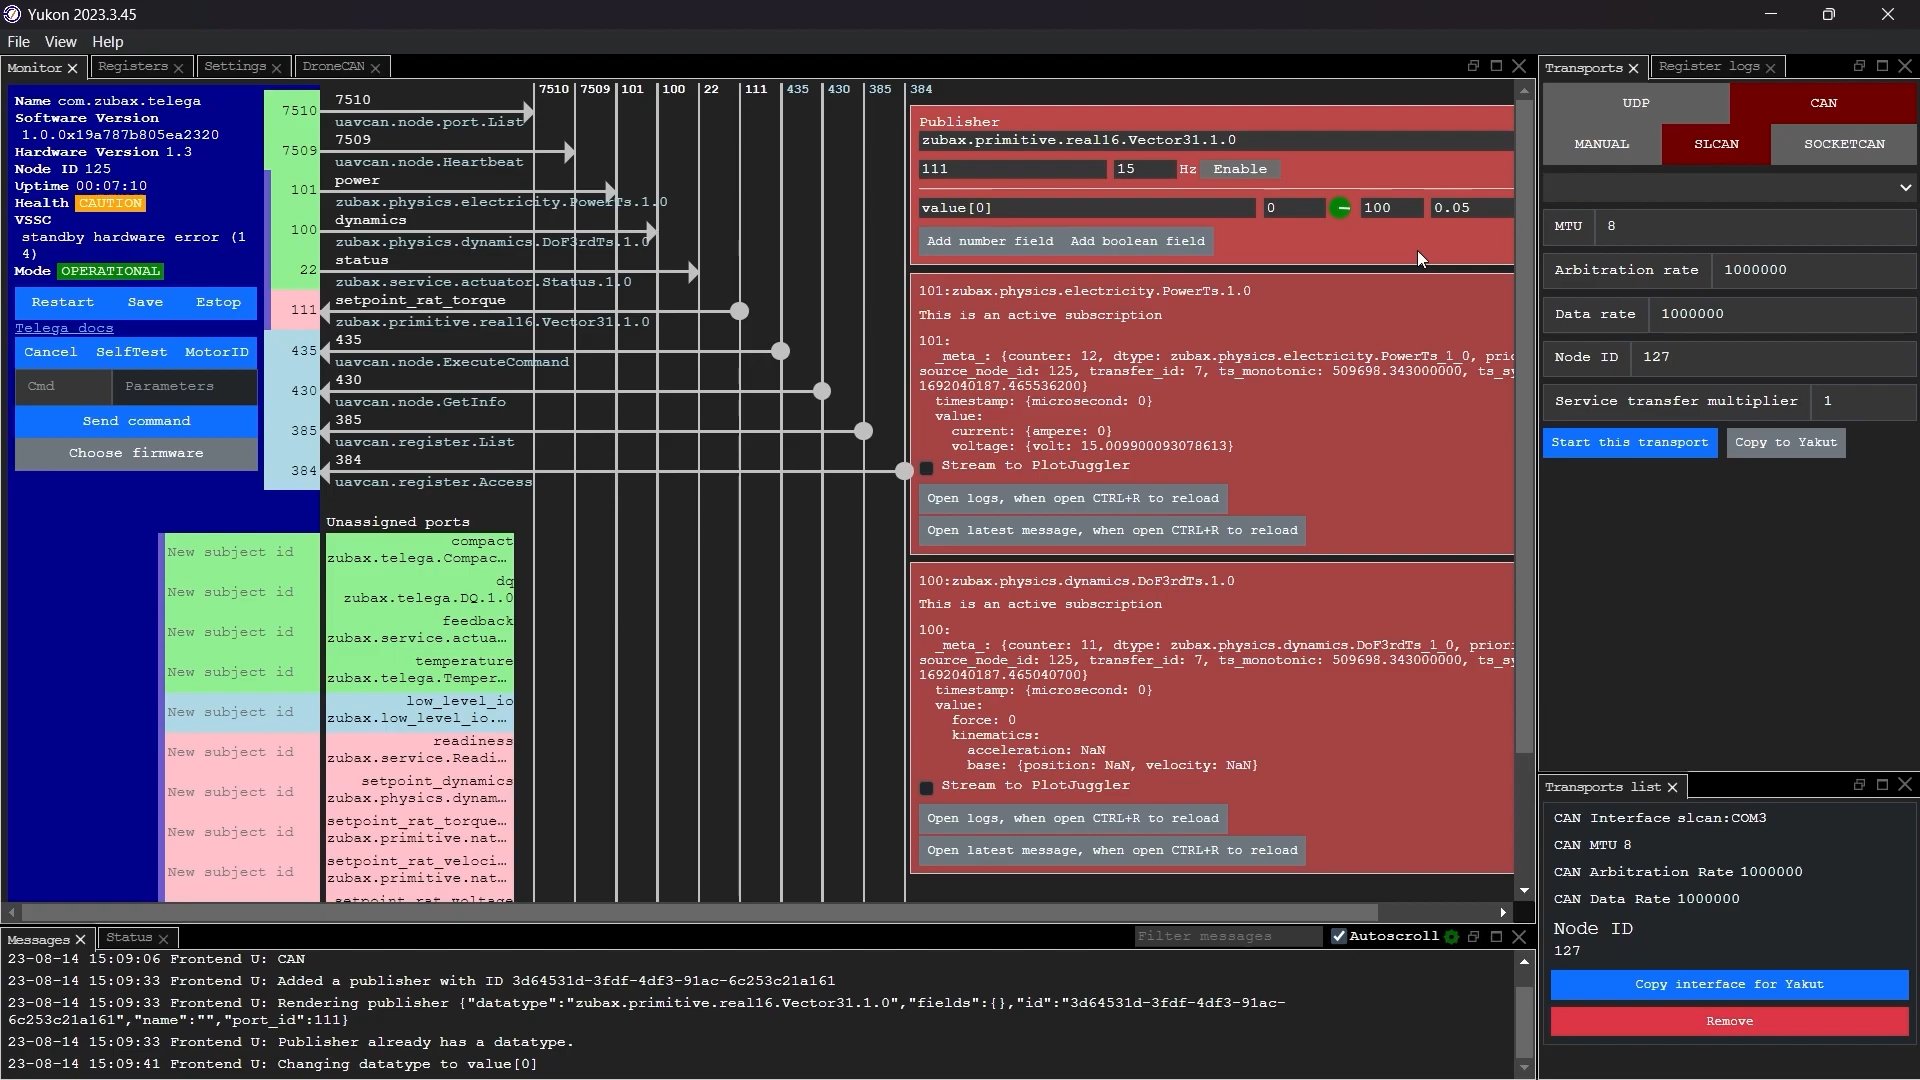 Yukon 2023.3.45
File View Help
Monitor
Registers
Settings
DroneCAN
Name com.zubax.telega
Software Version
1.0.0x19a787b805ea2320
Hardware Version 1.3
Node ID 125
Uptime 00:07:10
Health CAUTION
VSSC
standby hardware error (1
4)
Mode OPERATIONAL
Restart Save Estop
Telega docs
Cancel SelfTest MotorID
Cmd Parameters
Send command
Choose firmware
7510
7509
101
100
22
111
435
430
385
384
7510
uavcan.node.port.List
7509
uavcan.node.Heartbeat
power
zubax.physics.electricity.PowerTs.1.0
dynamics
zubax.physics.dynamics.DoF3rdTs.1.0
status
zubax.service.actuator.Status.1.0
setpoint_rat_torque
zubax.primitive.real16.Vector31.1.0
435
uavcan.node.ExecuteCommand
430
uavcan.node.GetInfo
385
uavcan.register.List
384
uavcan.register.Access
7510 7509 101 100 22 111 435 430 385 384
Unassigned ports
New subject id
compact
zubax.telega.Compac...
New subject id
dq
zubax.telega.DQ.1.0
New subject id
feedback
zubax.service.actua...
New subject id
temperature
zubax.telega.Temper...
New subject id
low_level_io
zubax.low_level_io....
New subject id
readiness
zubax.service.Readi...
New subject id
setpoint_dynamics
zubax.physics.dynam...
New subject id
setpoint_rat_torque...
zubax.primitive.nat...
New subject id
setpoint_rat_veloci...
zubax.primitive.nat...
setpoint_rat_voltage
Publisher
zubax.primitive.real16.Vector31.1.0
111 15 Hz Enable
value[0] 0 100 0.05
Add number field Add boolean field
101:zubax.physics.electricity.PowerTs.1.0
This is an active subscription
101:
_meta_: {counter: 12, dtype: zubax.physics.electricity.PowerTs_1_0, prio
source_node_id: 125, transfer_id: 7, ts_monotonic: 509698.343000000, ts_sy
1692040187.465536200}
timestamp: {microsecond: 0}
value:
current: {ampere: 0}
voltage: {volt: 15.009900093078613}
Stream to PlotJuggler
Open logs, when open CTRL+R to reload
Open latest message, when open CTRL+R to reload
100:zubax.physics.dynamics.DoF3rdTs.1.0
This is an active subscription
100:
_meta_: {counter: 11, dtype: zubax.physics.dynamics.DoF3rdTs_1_0, prior
source_node_id: 125, transfer_id: 7, ts_monotonic: 509698.343000000, ts_sy
1692040187.465040700}
timestamp: {microsecond: 0}
value:
force: 0
kinematics:
acceleration: NaN
base: {position: NaN, velocity: NaN}
Stream to PlotJuggler
Open logs, when open CTRL+R to reload
Open latest message, when open CTRL+R to reload
Transports
Register logs
UDP CAN
MANUAL SLCAN SOCKETCAN
MTU 8
Arbitration rate 1000000
Data rate 1000000
Node ID 127
Service transfer multiplier 1
Start this transport Copy to Yakut
Transports list
CAN Interface slcan:COM3
CAN MTU 8
CAN Arbitration Rate 1000000
CAN Data Rate 1000000
Node ID
127
Copy interface for Yakut
Remove
Messages
Status
Filter messages
Autoscroll
23-08-14 15:09:06 Frontend U: CAN
23-08-14 15:09:33 Frontend U: Added a publisher with ID 3d64531d-3fdf-4df3-91ac-6c253c21a161
23-08-14 15:09:33 Frontend U: Rendering publisher {"datatype":"zubax.primitive.real16.Vector31.1.0","fields":{},"id":"3d64531d-3fdf-4df3-91ac-
6c253c21a161","name":"","port_id":111}
23-08-14 15:09:33 Frontend U: Publisher already has a datatype.
23-08-14 15:09:41 Frontend U: Changing datatype to value[0]